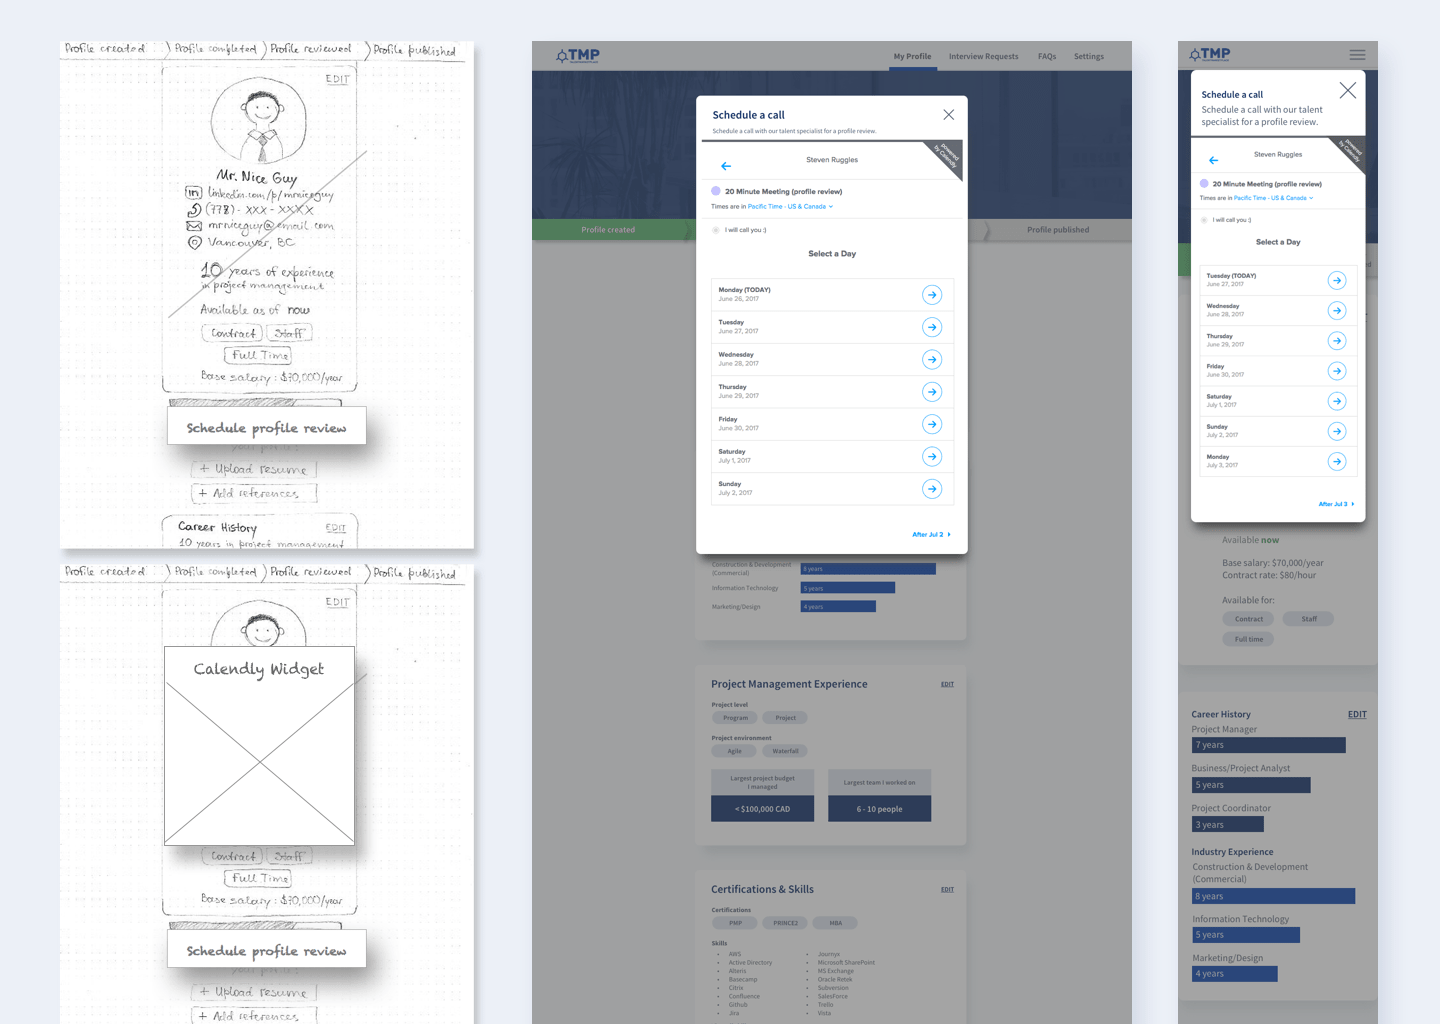 Profile created
Profile completed
Profile reviewed
Profile published
EDIT
Mr. Nice Guy
in linkedin.com/p/mrniceguy
(778) - XXX - XXXX
mrniceguy@email.com
Vancouver, BC
10 years of experience
in project management
Available as of now
Contract
Staff
Full Time
Base salary: $70,000/year
Schedule profile review
your profile:
+ Upload resume
+ Add references
Career History
EDIT
10 years in project management
Profile created
Profile completed
Profile reviewed
Profile published
EDIT
Calendly Widget
Contract
Staff
Full Time
Base salary: $70,000/year
Schedule profile review
your profile:
+ Upload resume
+ Add references
TMP
My Profile
Interview Requests
FAQs
Settings
Profile created
Profile published
Schedule a call
Schedule a call with our talent specialist for a profile review.
powered
by Calendly
Steven Ruggles
20 Minute Meeting (profile review)
Times are in Pacific Time - US & Canada
I will call you :)
Select a Day
Monday (TODAY)
June 26, 2017
Tuesday
June 27, 2017
Wednesday
June 28, 2017
Thursday
June 29, 2017
Friday
June 30, 2017
Saturday
July 1, 2017
Sunday
July 2, 2017
After Jul 2
Construction & Development
(Commercial)
8 years
Information Technology
5 years
Marketing/Design
4 years
Project Management Experience
EDIT
Project level
Program
Project
Project environment
Agile
Waterfall
Largest project budget
I managed
< $100,000 CAD
Largest team I worked on
6 - 10 people
Certifications & Skills
EDIT
Certifications
PMP
PRINCE2
MBA
Skills
AWS
Active Directory
Alteris
Basecamp
Citrix
Confluence
Github
Jira
Journyx
Microsoft SharePoint
MS Exchange
Oracle Rotek
Subversion
SalesForce
Trello
Vista
TMP
Schedule a call
Schedule a call with our talent
specialist for a profile review.
powered
by Calendly
Steven Ruggles
20 Minute Meeting (profile review)
Times are in Pacific Time - US & Canada
I will call you :)
Select a Day
Tuesday (TODAY)
June 27, 2017
Wednesday
June 28, 2017
Thursday
June 29, 2017
Friday
June 30, 2017
Saturday
July 1, 2017
Sunday
July 2, 2017
Monday
July 3, 2017
After Jul 3
Available now
Base salary: $70,000/year
Contract rate: $80/hour
Available for:
Contract
Staff
Full time
Career History
EDIT
Project Manager
7 years
Business/Project Analyst
5 years
Project Coordinator
3 years
Industry Experience
Construction & Development
(Commercial)
8 years
Information Technology
5 years
Marketing/Design
4 years